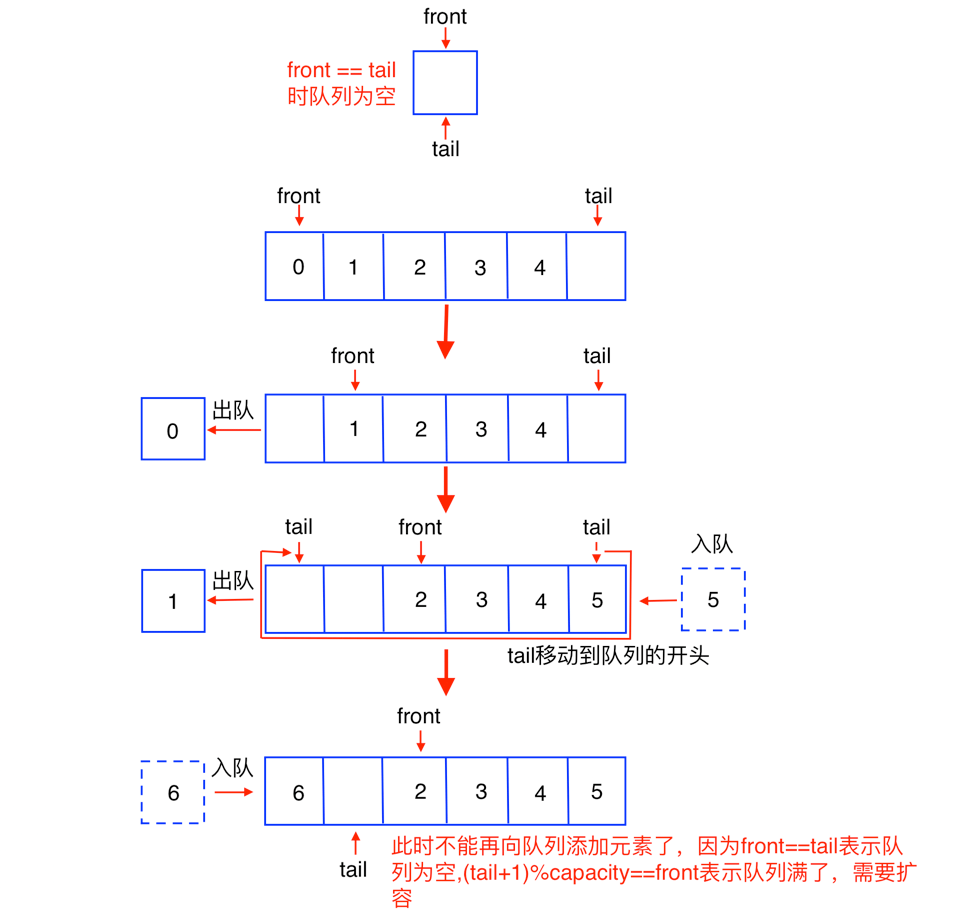 front
front == tail
时队列为空
tail
front tail
0 1 2 3 4
front tail
出队
0 1 2 3 4
tail front tail
入队
出队
1 2 3 4 5 5
tail移动到队列的开头
front
入队
6 6 2 3 4 5
此时不能再向队列添加元素了，因为front==tail表示队
tail
列为空,(tail+1)%capacity==front表示队列满了，需要扩
容